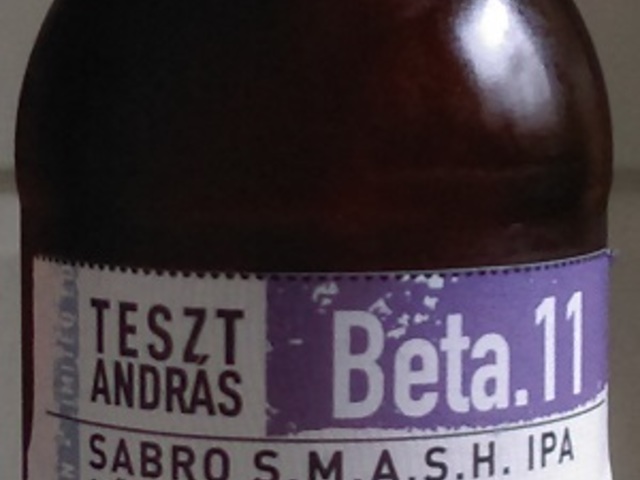 TESZT
ANDRÁS
Beta.11
SABRO S.M.A.S.H. IPA